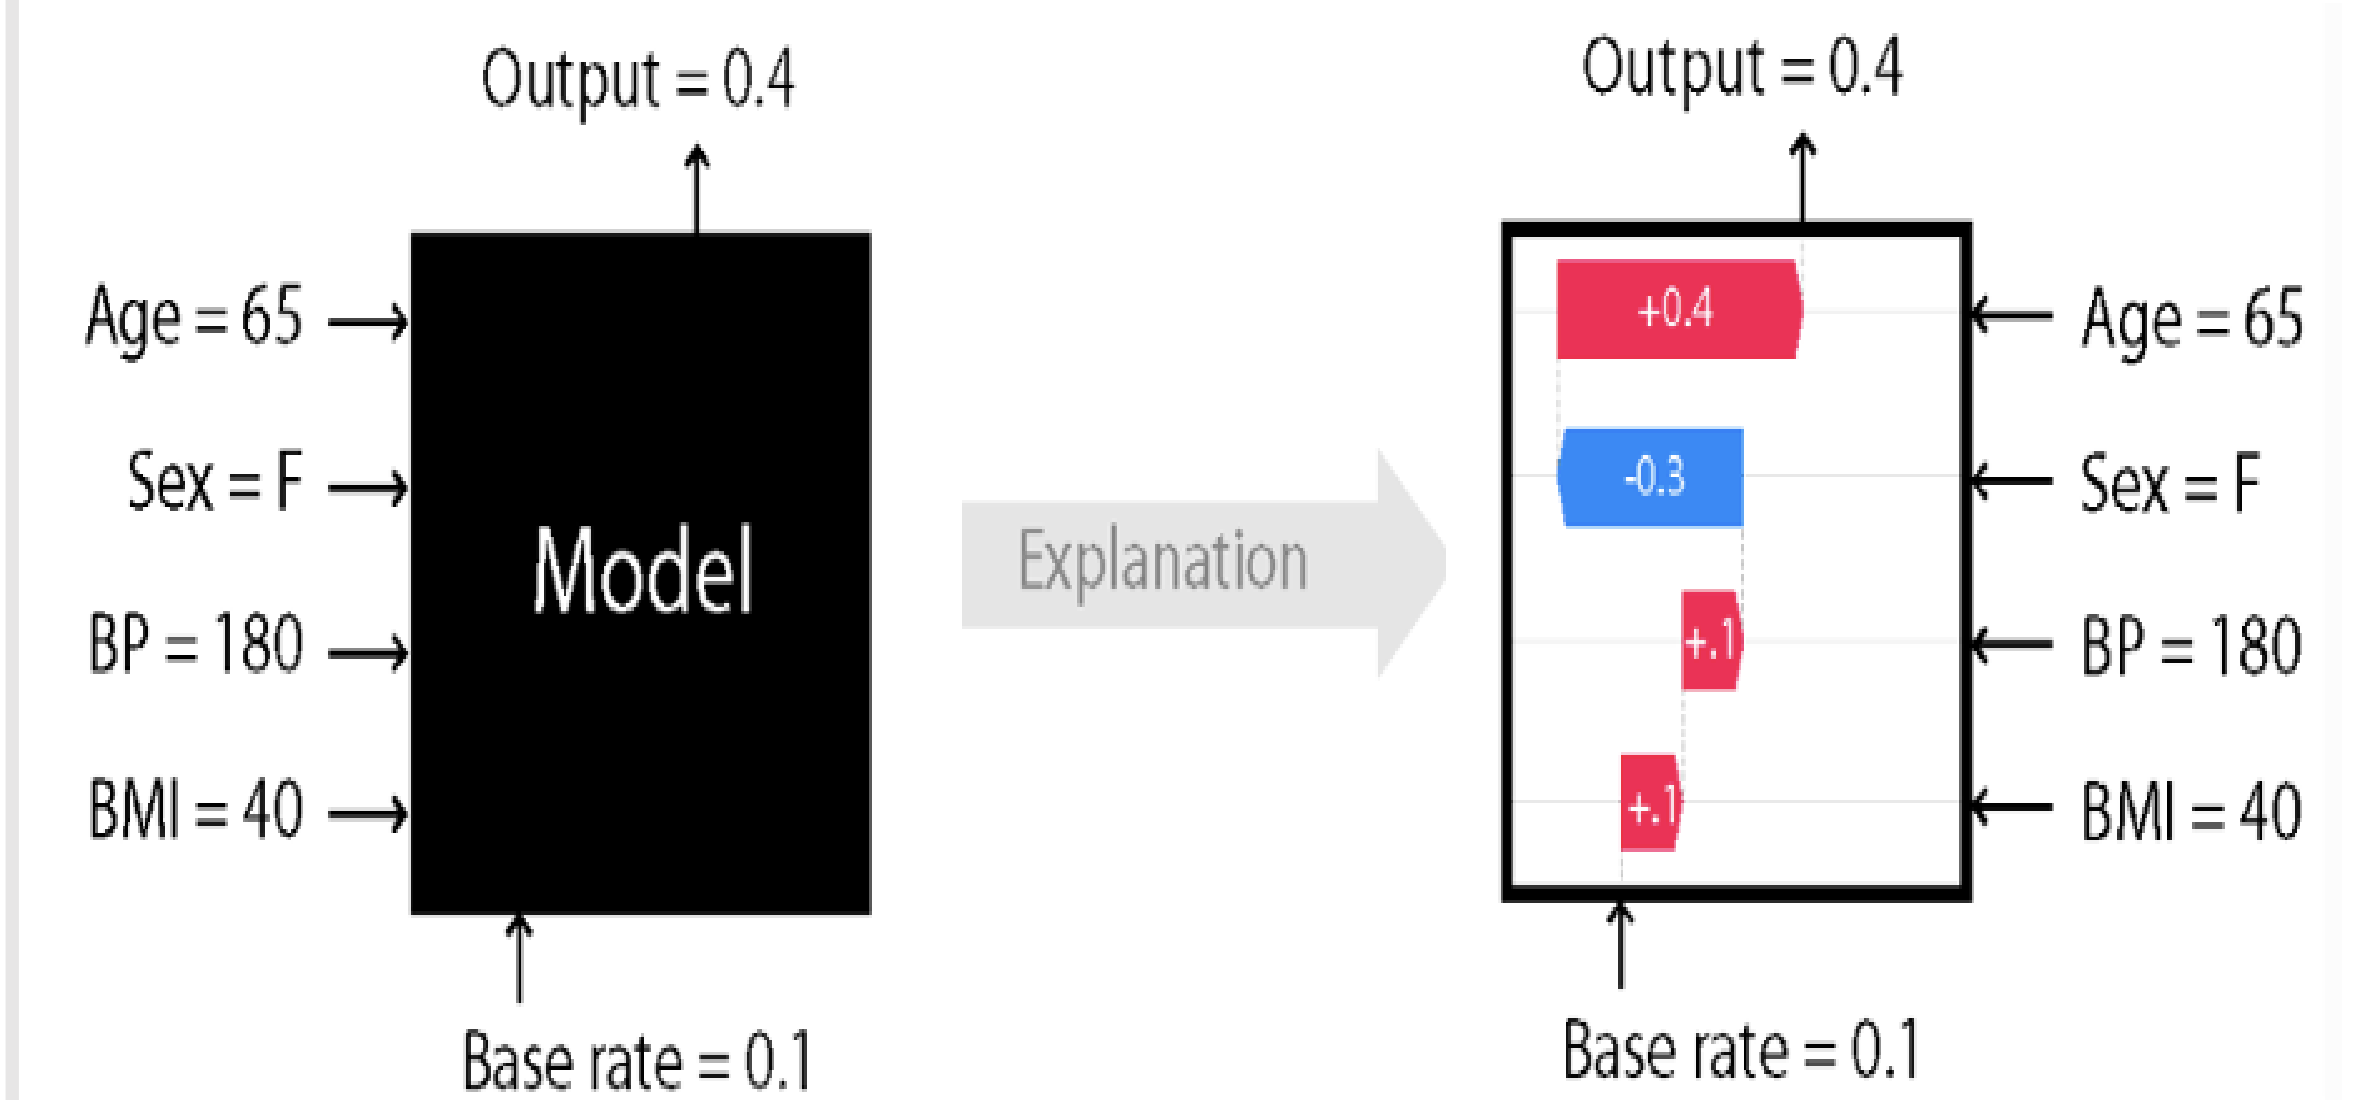 Output = 0.4
Age = 65
Sex = F
BP = 180
BMI = 40
Model
Base rate = 0.1
Explanation
Output = 0.4
+0.4
Age = 65
-0.3
Sex = F
+.1
BP = 180
+.1
BMI = 40
Base rate = 0.1